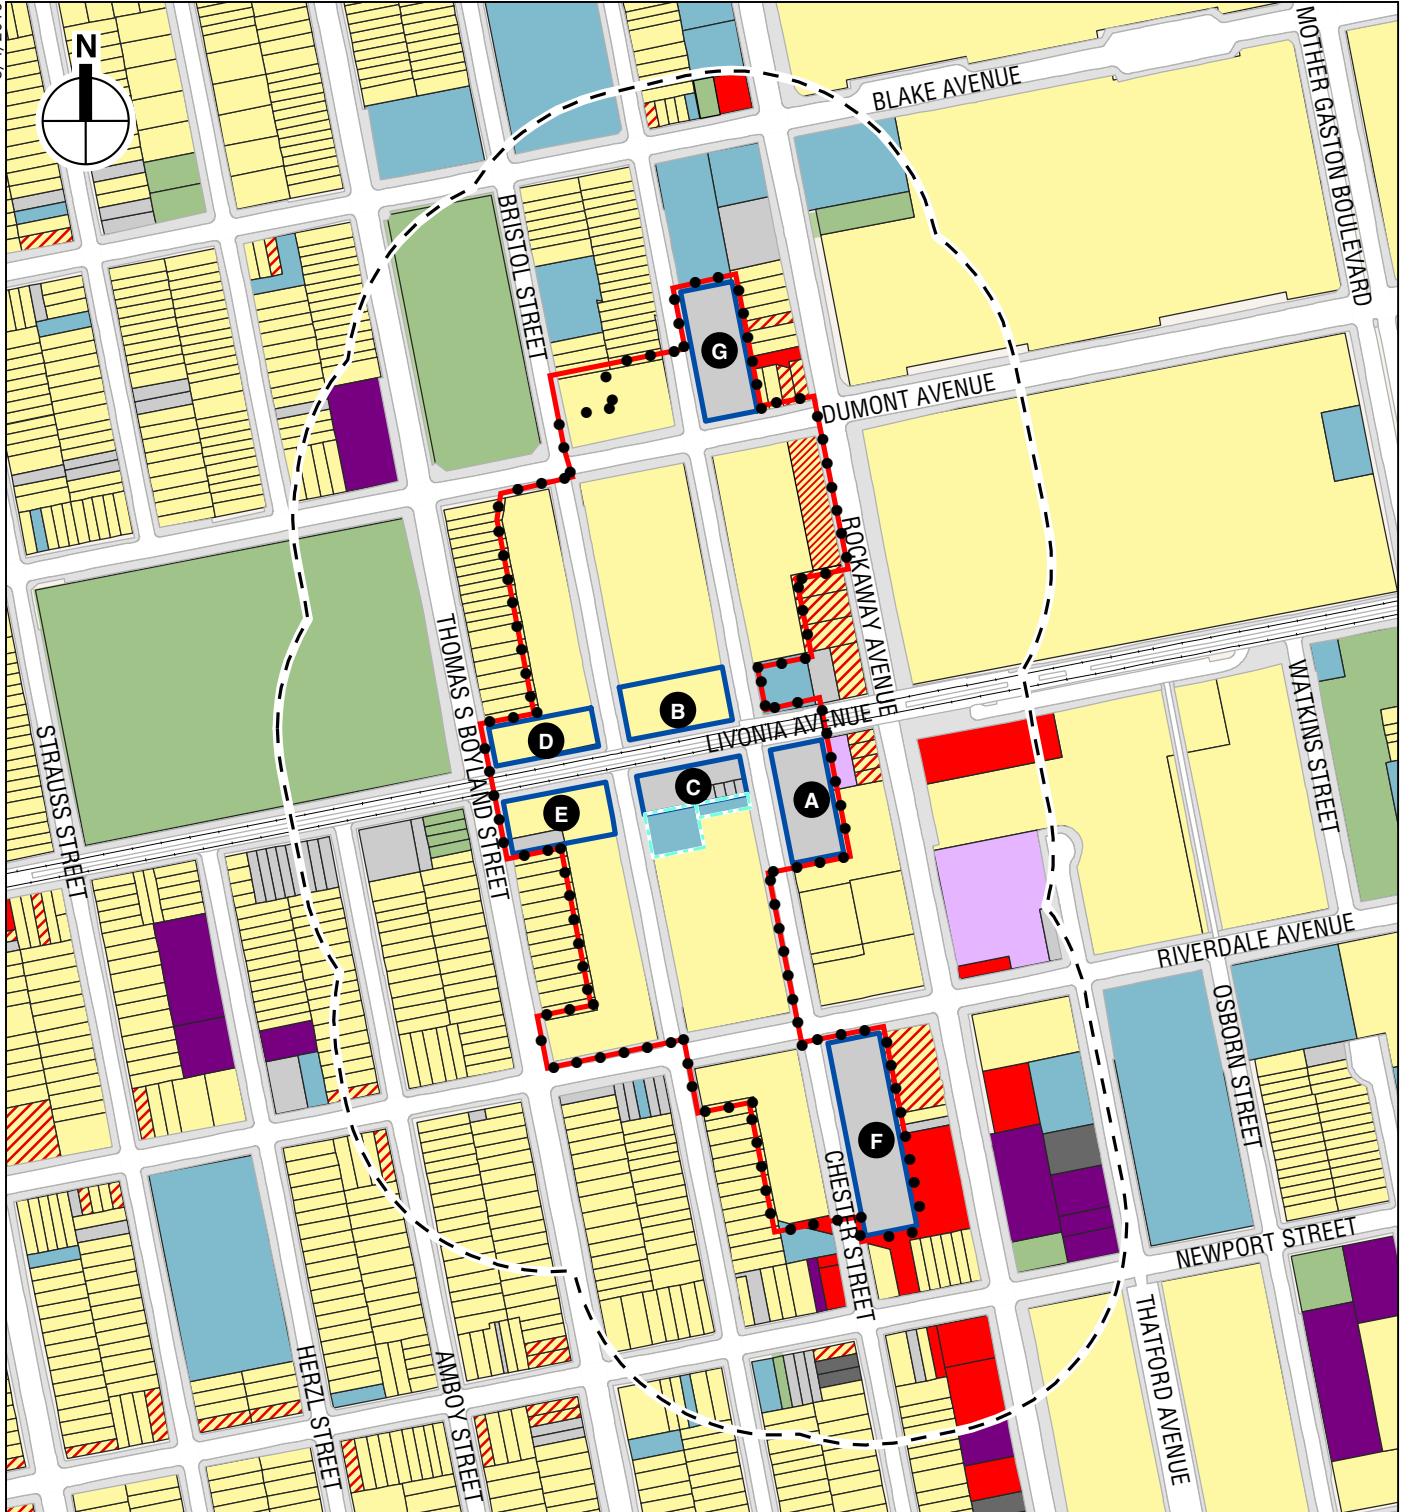 N
BLAKE AVENUE
MOTHER GASTON BOULEVARD
BRISTOL STREET
G
DUMONT AVENUE
ROCKAWAY AVENUE
THOMAS S BOYLAND STREET
B
D
LIVONIA AVENUE
WATKINS STREET
STRAUSS STREET
C
A
E
RIVERDALE AVENUE
OSBORN STREET
F
CHESTER STREET
NEWPORT STREET
THATFORD AVENUE
HERZL STREET
AMBOY STREET